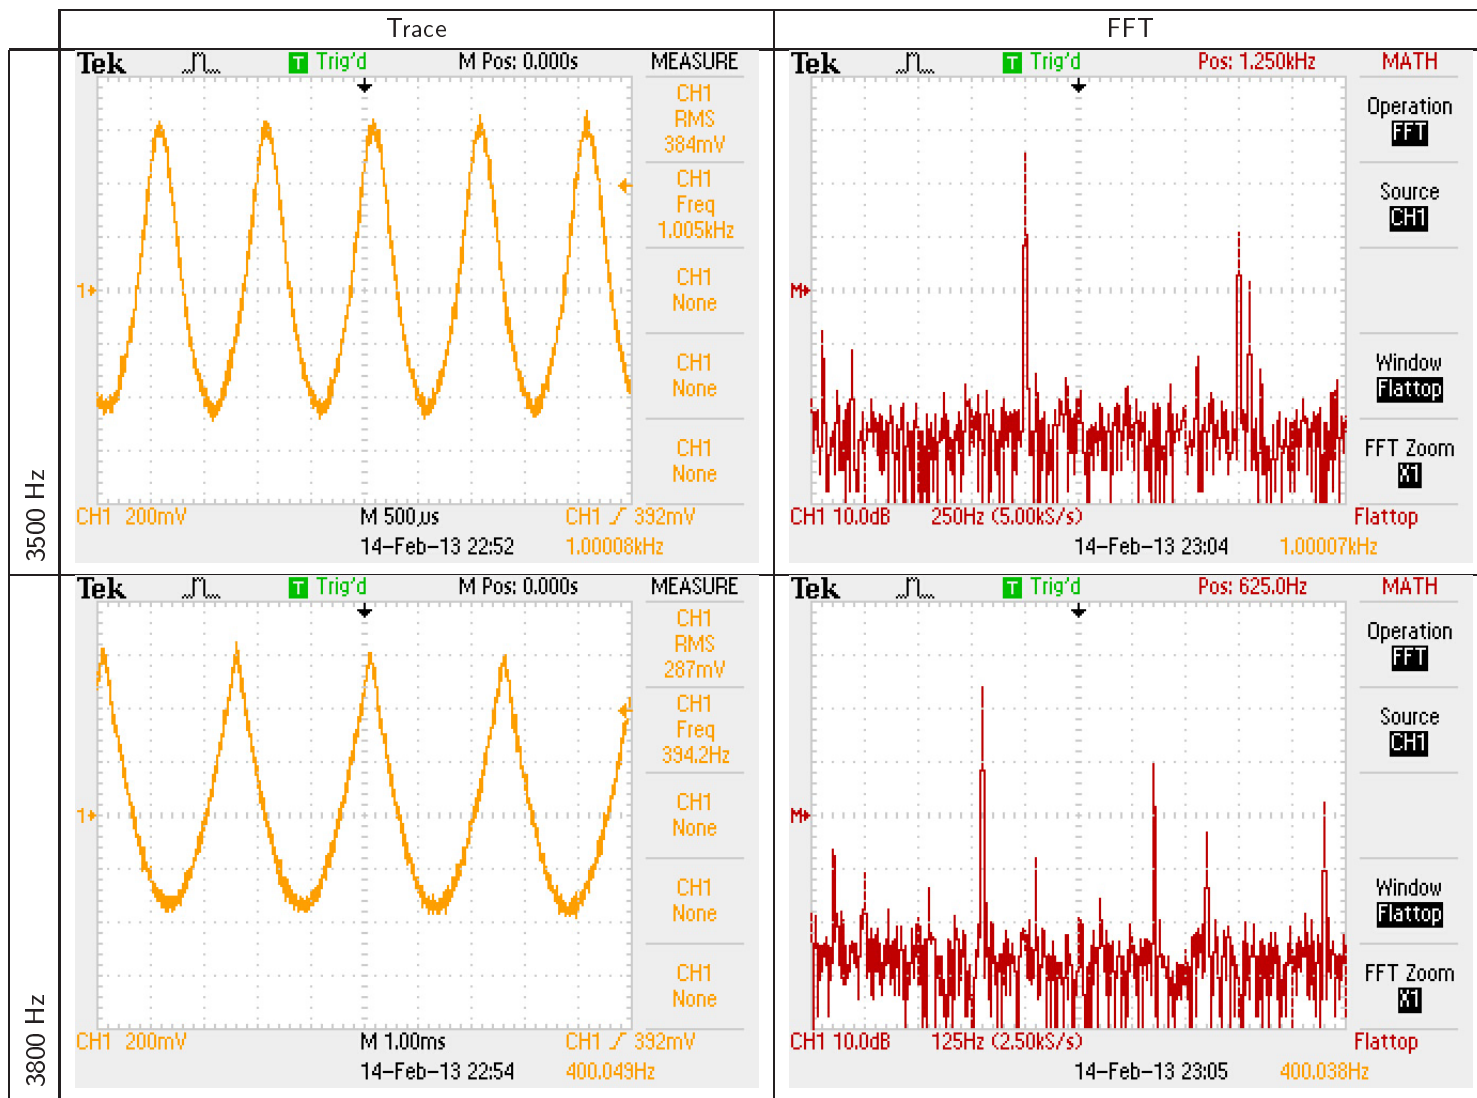 Trace
FFT
3500 Hz
Tek
T Trig'd
M Pos: 0.000s
MEASURE
CH1
RMS
384mV
CH1
Freq
1.005kHz
CH1
None
CH1
None
CH1
None
1
CH1 200mV
M 500µs
CH1 392mV
14-Feb-13 22:52
1.00008kHz
Tek
T Trig'd
Pos: 1.250kHz
MATH
Operation
FFT
Source
CH1
Window
Flattop
FFT Zoom
X1
M
CH1 10.0dB
250Hz (5.00kS/s)
Flattop
14-Feb-13 23:04
1.00007kHz
3800 Hz
Tek
T Trig'd
M Pos: 0.000s
MEASURE
CH1
RMS
287mV
CH1
Freq
394.2Hz
CH1
None
CH1
None
CH1
None
1
CH1 200mV
M 1.00ms
CH1 392mV
14-Feb-13 22:54
400.049Hz
Tek
T Trig'd
Pos: 625.0Hz
MATH
Operation
FFT
Source
CH1
Window
Flattop
FFT Zoom
X1
M
CH1 10.0dB
125Hz (2.50kS/s)
Flattop
14-Feb-13 23:05
400.038Hz